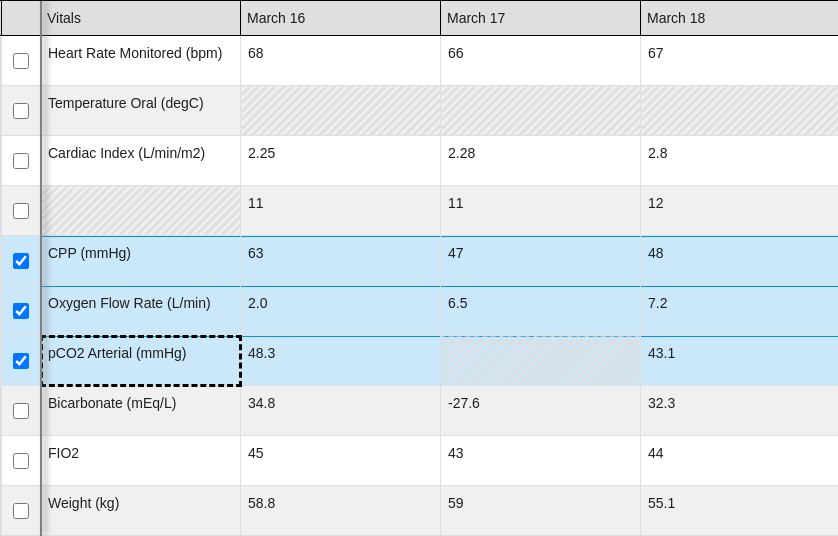 Vitals March 16 March 17 March 18
Heart Rate Monitored (bpm) 68 66 67
Temperature Oral (degC)
Cardiac Index (L/min/m2) 2.25 2.28 2.8
11 11 12
CPP (mmHg) 63 47 48
Oxygen Flow Rate (L/min) 2.0 6.5 7.2
pCO2 Arterial (mmHg) 48.3 43.1
Bicarbonate (mEq/L) 34.8 -27.6 32.3
FIO2 45 43 44
Weight (kg) 58.8 59 55.1